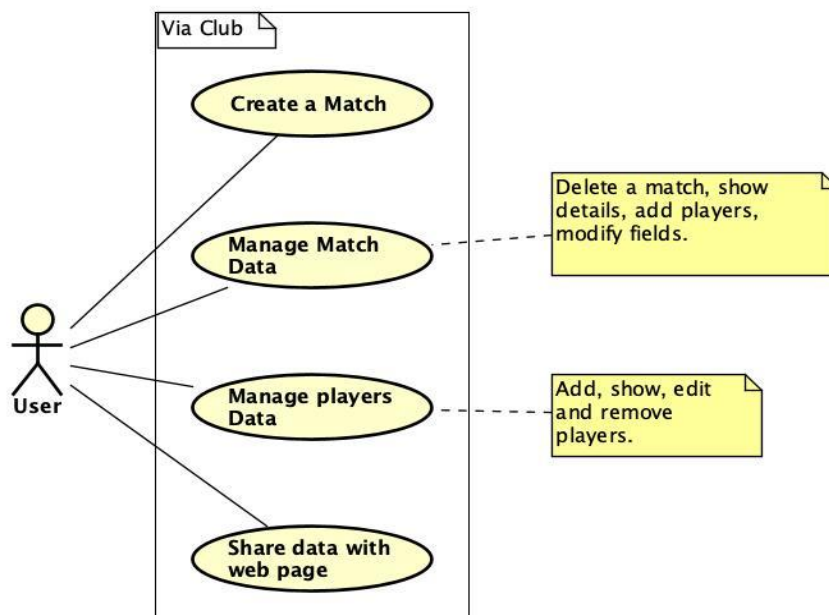 Via Club
Create a Match
Manage Match
Data
Delete a match, show
details, add players,
modify fields.
User
Manage players
Data
Add, show, edit
and remove
players.
Share data with
web page